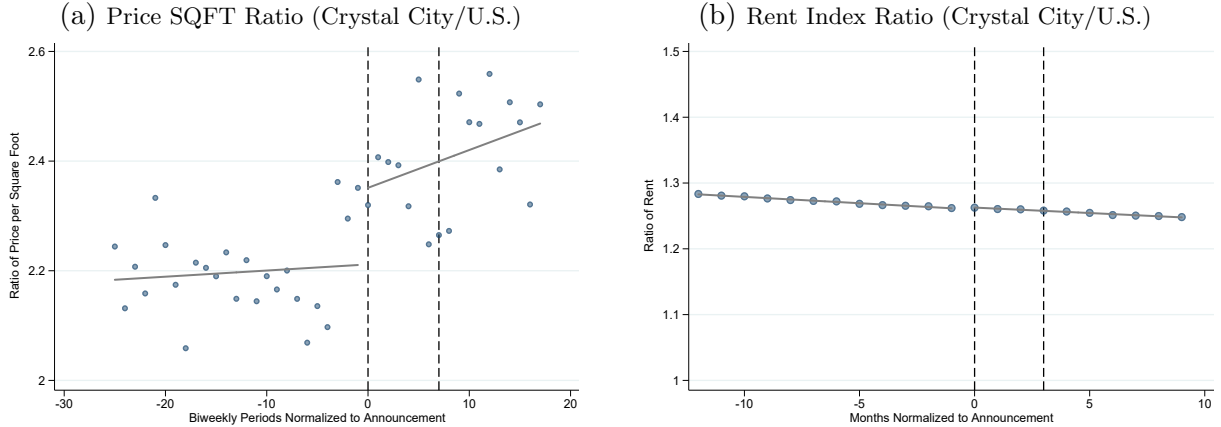 (a) Price SQFT Ratio (Crystal City/U.S.)
Ratio of Price per Square Foot
2.6
2.4
2.2
2
-30 -20 -10 0 10 20
Biweekly Periods Normalized to Announcement
(b) Rent Index Ratio (Crystal City/U.S.)
Ratio of Rent
1.5
1.4
1.3
1.2
1.1
1
-10 -5 0 5 10
Months Normalized to Announcement